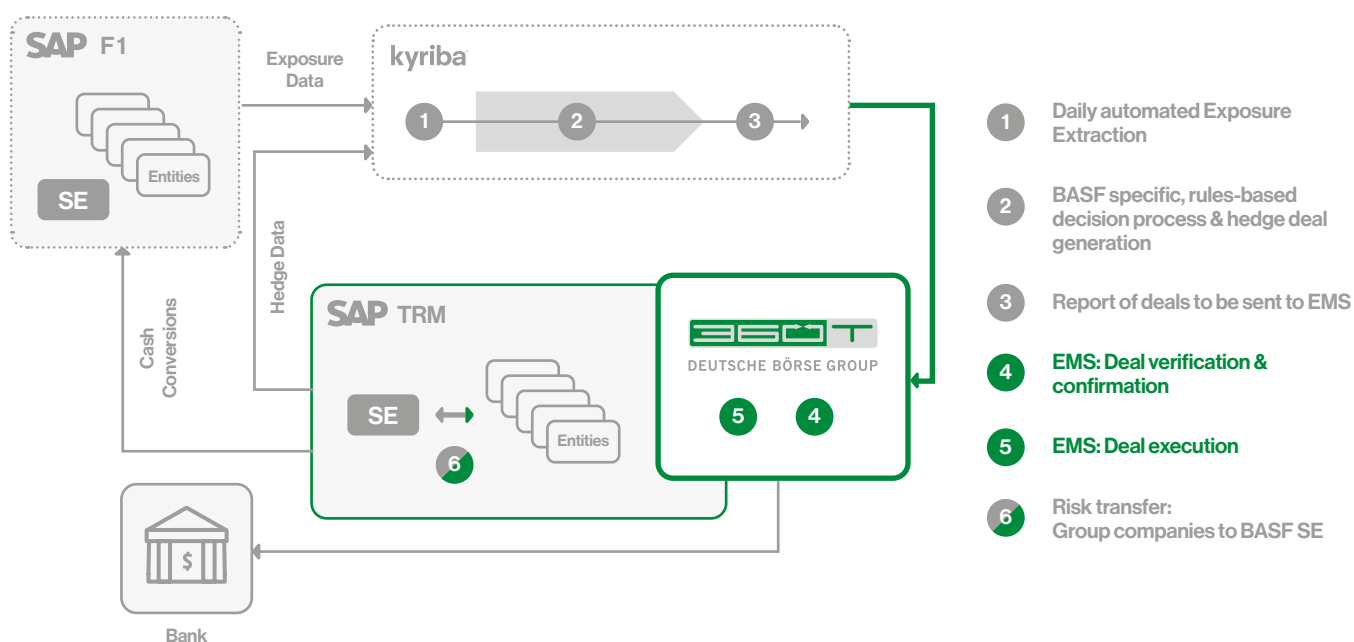 SAP F1
Entities
SE
Exposure
Data
kyriba
1
2
3
Hedge Data
Cash
Conversions
SAP TRM
SE
6
Entities
360T
DEUTSCHE BÖRSE GROUP
5
4
$
Bank
1
Daily automated Exposure
Extraction
2
BASF specific, rules-based
decision process & hedge deal
generation
3
Report of deals to be sent to EMS
4
EMS: Deal verification &
confirmation
5
EMS: Deal execution
6
Risk transfer:
Group companies to BASF SE